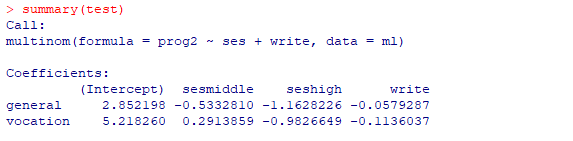 > summary(test)
Call:
multinom(formula = prog2 ~ ses + write, data = ml)
Coefficients:
(Intercept) sesmiddle seshigh write
general 2.852198 -0.5332810 -1.1628226 -0.0579287
vocation 5.218260 0.2913859 -0.9826649 -0.1136037